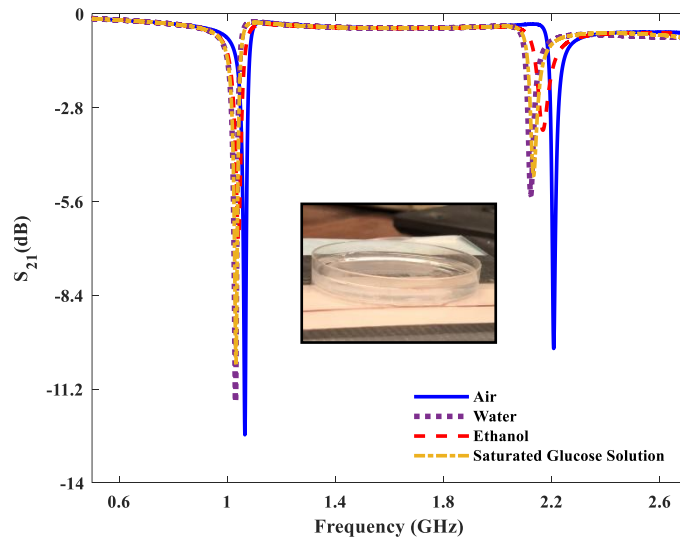 0
-2.8
-5.6
-8.4
-11.2
-14
S21(dB)
Air
Water
Ethanol
Saturated Glucose Solution
0.6 1 1.4 1.8 2.2 2.6
Frequency (GHz)